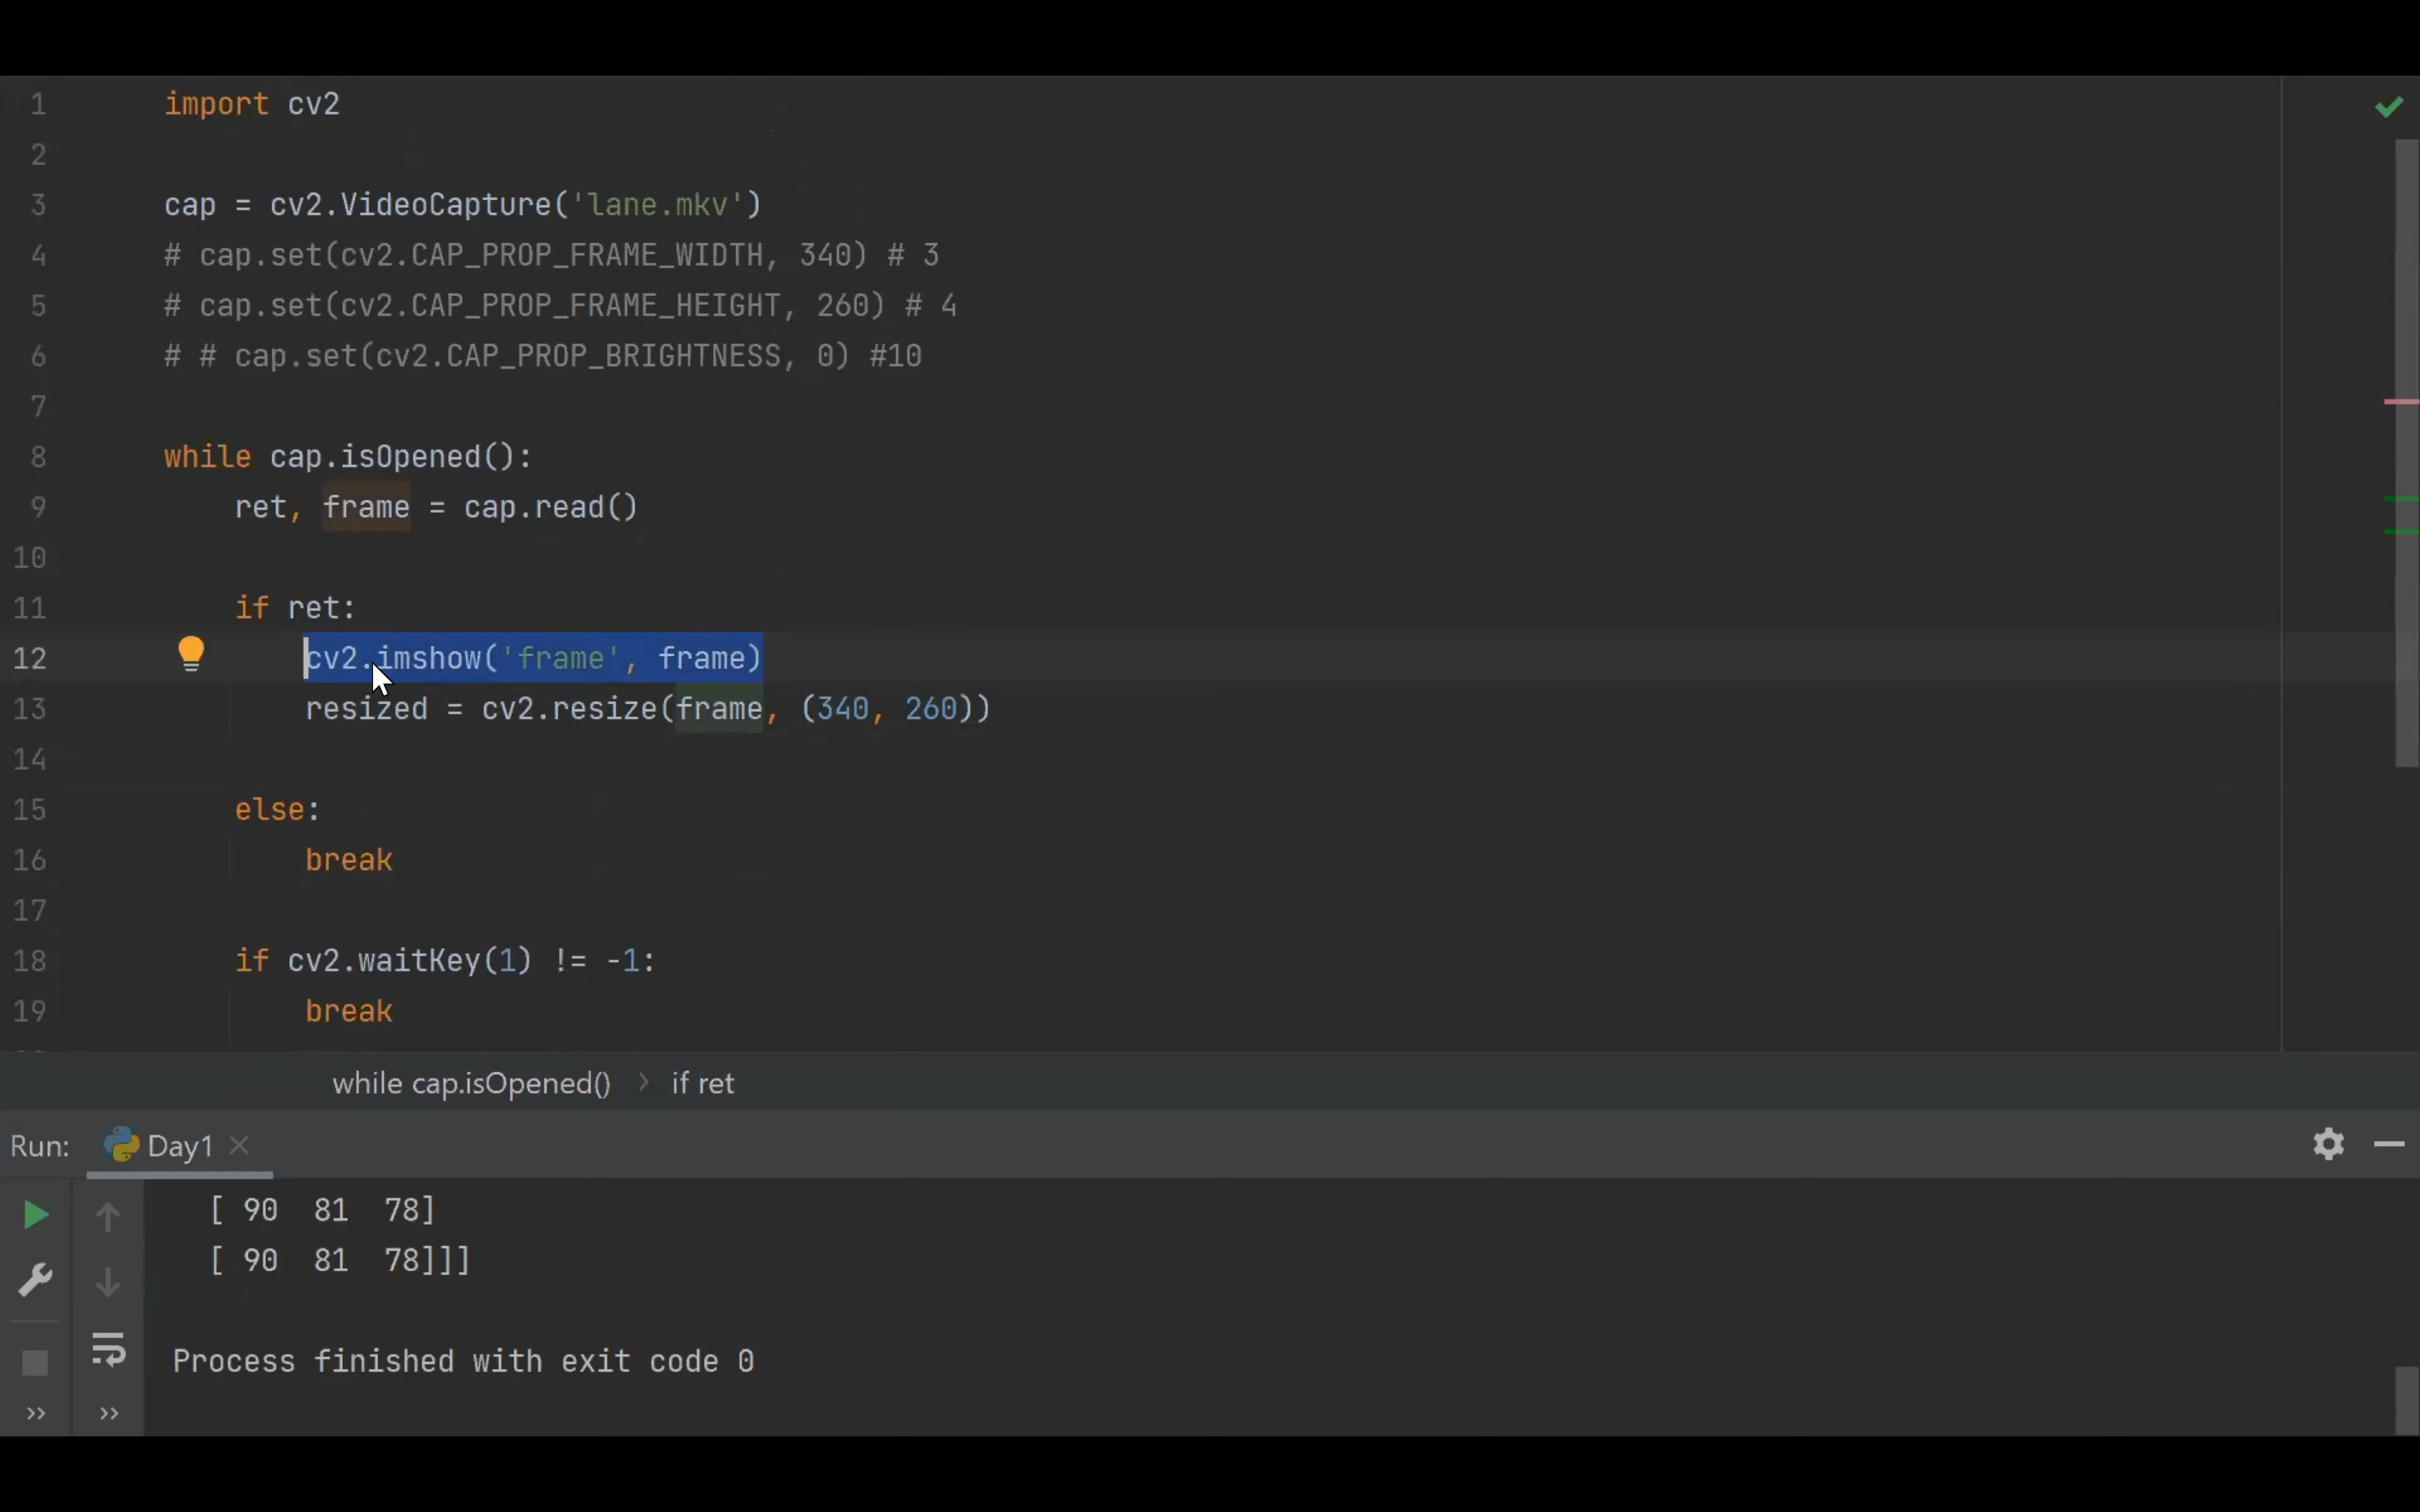 1 import cv2
2
3 cap = cv2.VideoCapture('lane.mkv')
4 # cap.set(cv2.CAP_PROP_FRAME_WIDTH, 340) # 3
5 # cap.set(cv2.CAP_PROP_FRAME_HEIGHT, 260) # 4
6 # # cap.set(cv2.CAP_PROP_BRIGHTNESS, 0) #10
7
8 while cap.isOpened():
9 ret, frame = cap.read()
10
11 if ret:
12 cv2.imshow('frame', frame)
13 resized = cv2.resize(frame, (340, 260))
14
15 else:
16 break
17
18 if cv2.waitKey(1) != -1:
19 break
while cap.isOpened() › if ret
Run: Day1
[ 90 81 78]
[ 90 81 78]]]
Process finished with exit code 0